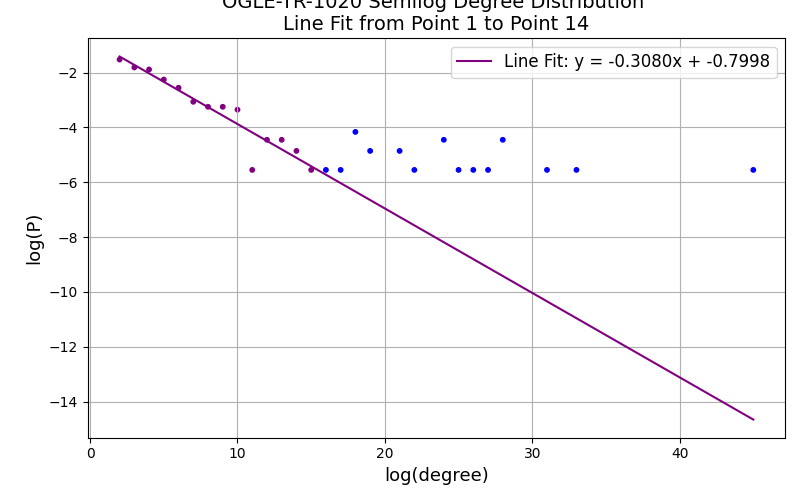 OGLE-TR-1020 Semilog Degree Distribution
Line Fit from Point 1 to Point 14
Line Fit: y = -0.3080x + -0.7998
−2
−4
−6
−8
−10
−12
−14
log(P)
0 10 20 30 40
log(degree)